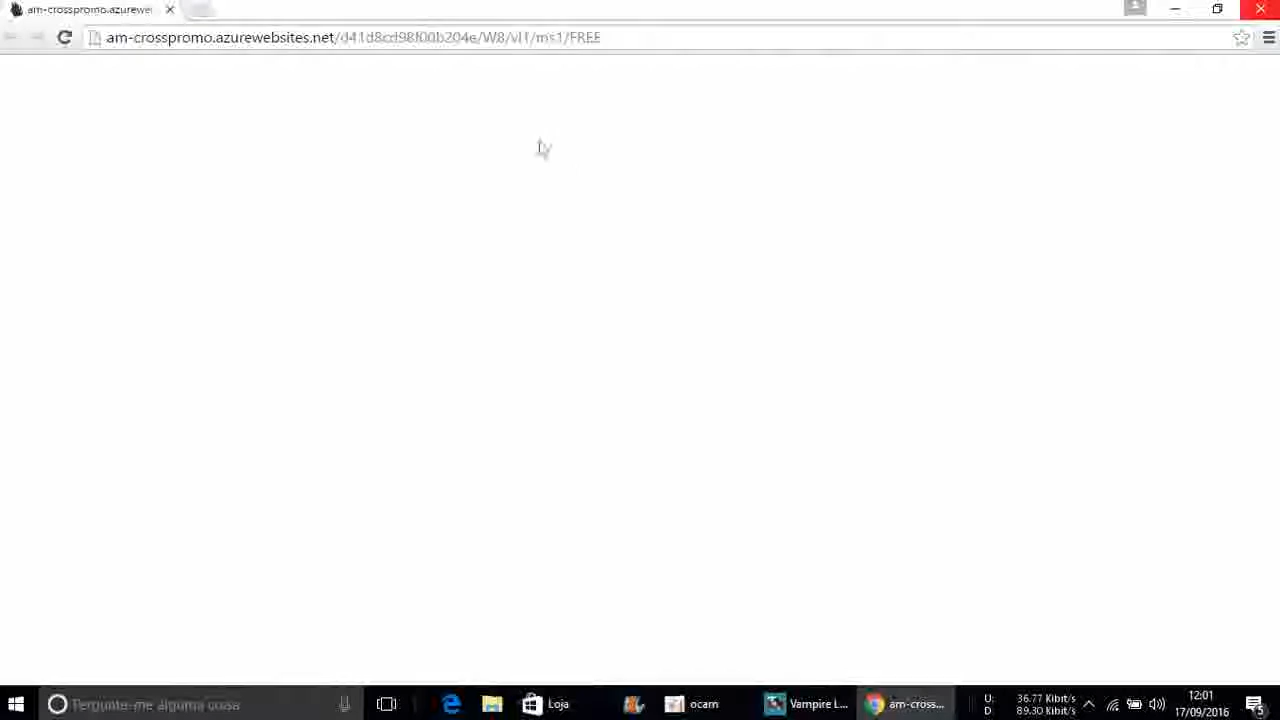 am-crosspromo.azurewel
am-crosspromo.azurewebsites.net/d41d8cd98f00b204e/W8/vl1/ms1/FREE
Pergunte-me alguma coisa
Loja
ocam
Vampire L...
am-cross...
U: 36.77 Kibit/s
D: 89.30 Kibit/s
12:01
17/09/2016
5